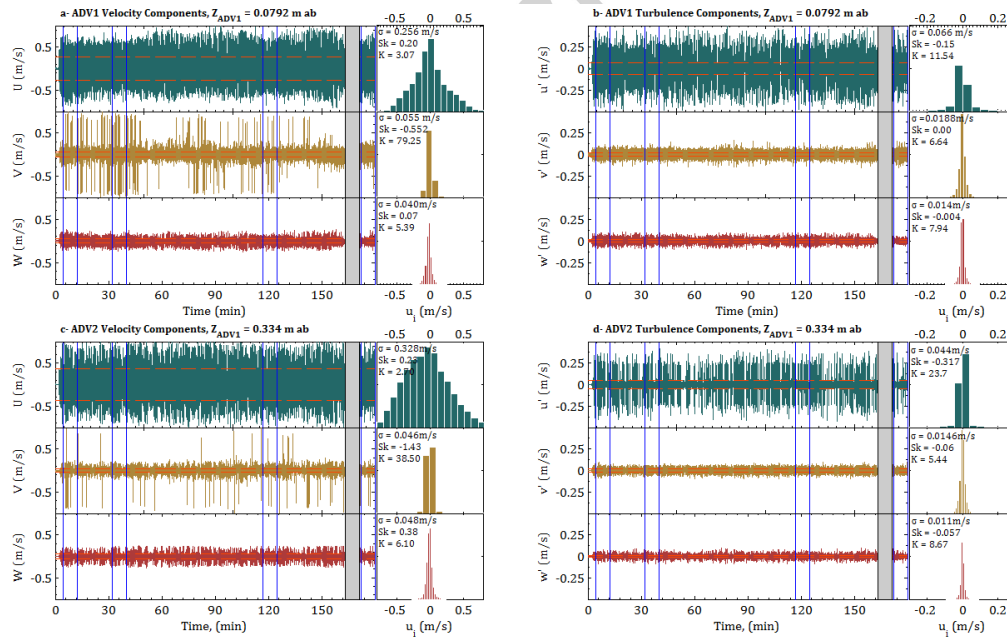 a- ADV1 Velocity Components, Z_ADV1 = 0.0792 m ab
-0.5 0 0.5
0.5
-0.5
U (m/s)
σ = 0.256 m/s
Sk = 0.20
K = 3.07
0.5
-0.5
V (m/s)
σ = 0.055 m/s
Sk = -0.552
K = 79.25
0.5
-0.5
W (m/s)
σ = 0.040m/s
Sk = 0.07
K = 5.39
0 30 60 90 120 150
-0.5 0 0.5
Time (min)
u_i (m/s)
b- ADV1 Turbulence Components, Z_ADV1 = 0.0792 m ab
-0.2 0 0.2
0.25
0
-0.25
u' (m/s)
σ = 0.066 m/s
Sk = -0.15
K = 11.54
0.25
0
-0.25
v' (m/s)
σ =0.0188m/s
Sk = 0.00
K = 6.64
0.25
0
-0.25
w' (m/s)
σ = 0.014m/s
Sk = -0.004
K = 7.94
0 30 60 90 120 150
-0.2 0 0.2
Time (min)
u_i (m/s)
c- ADV2 Velocity Components, Z_ADV1 = 0.334 m ab
-0.5 0 0.5
0.5
-0.5
U (m/s)
σ = 0.328m/s
Sk = 0.23
K = 2.70
0.5
-0.5
V (m/s)
σ = 0.046m/s
Sk = -1.43
K = 38.50
0.5
-0.5
W (m/s)
σ = 0.048m/s
Sk = 0.38
K = 6.10
0 30 60 90 120 150
-0.5 0 0.5
Time, (min)
u_i (m/s)
d- ADV2 Turbulence Components, Z_ADV1 = 0.334 m ab
-0.2 0 0.2
0.25
0
-0.25
u' (m/s)
σ =0.044m/s
Sk = -0.317
K = 23.7
0.25
0
-0.25
v' (m/s)
σ =0.0146m/s
Sk = -0.06
K = 5.44
0.25
0
-0.25
w' (m/s)
σ = 0.011m/s
Sk = -0.057
K = 8.67
0 30 60 90 120 150
-0.2 0 0.2
Time, (min)
u_i (m/s)